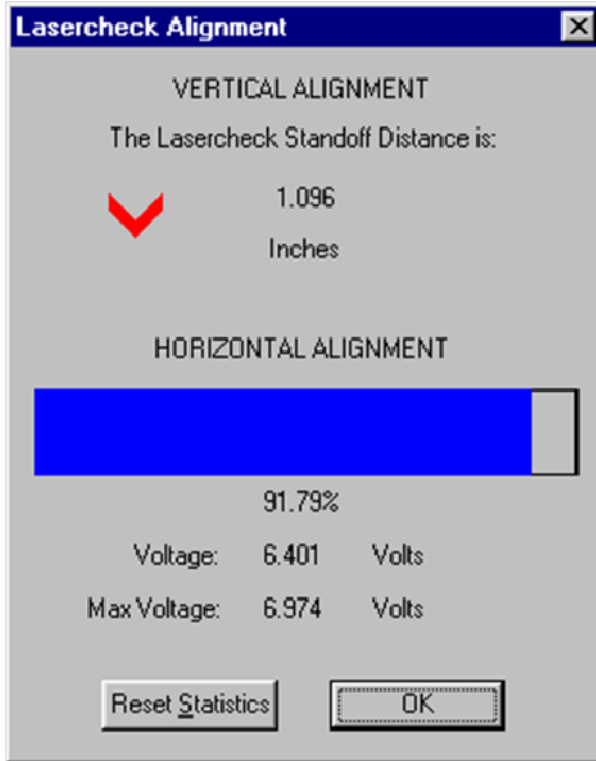 Lasercheck Alignment
VERTICAL ALIGNMENT
The Lasercheck Standoff Distance is:
1.096
Inches
HORIZONTAL ALIGNMENT
91.79%
Voltage: 6.401 Volts
Max Voltage: 6.974 Volts
Reset Statistics OK